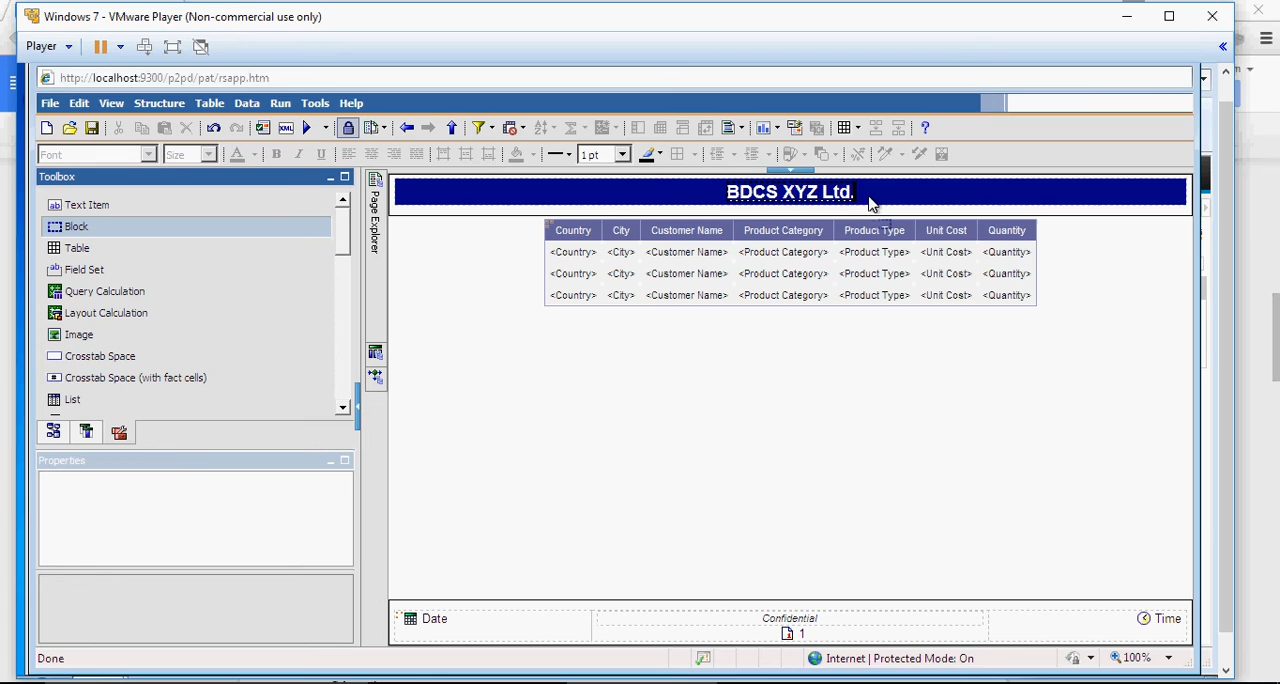 Windows 7 - VMware Player (Non-commercial use only)
Player
http://localhost:9300/p2pd/pat/rsapp.htm
File Edit View Structure Table Data Run Tools Help
Font Size A B I U 1 pt
Toolbox
Text Item
Block
Table
Field Set
Query Calculation
Layout Calculation
Image
Crosstab Space
Crosstab Space (with fact cells)
List
Properties
Page Explorer
BDCS XYZ Ltd.
Country City Customer Name Product Category Product Type Unit Cost Quantity
<Country> <City> <Customer Name> <Product Category> <Product Type> <Unit Cost> <Quantity>
<Country> <City> <Customer Name> <Product Category> <Product Type> <Unit Cost> <Quantity>
<Country> <City> <Customer Name> <Product Category> <Product Type> <Unit Cost> <Quantity>
Date Confidential Time
1
Done Internet | Protected Mode: On 100%